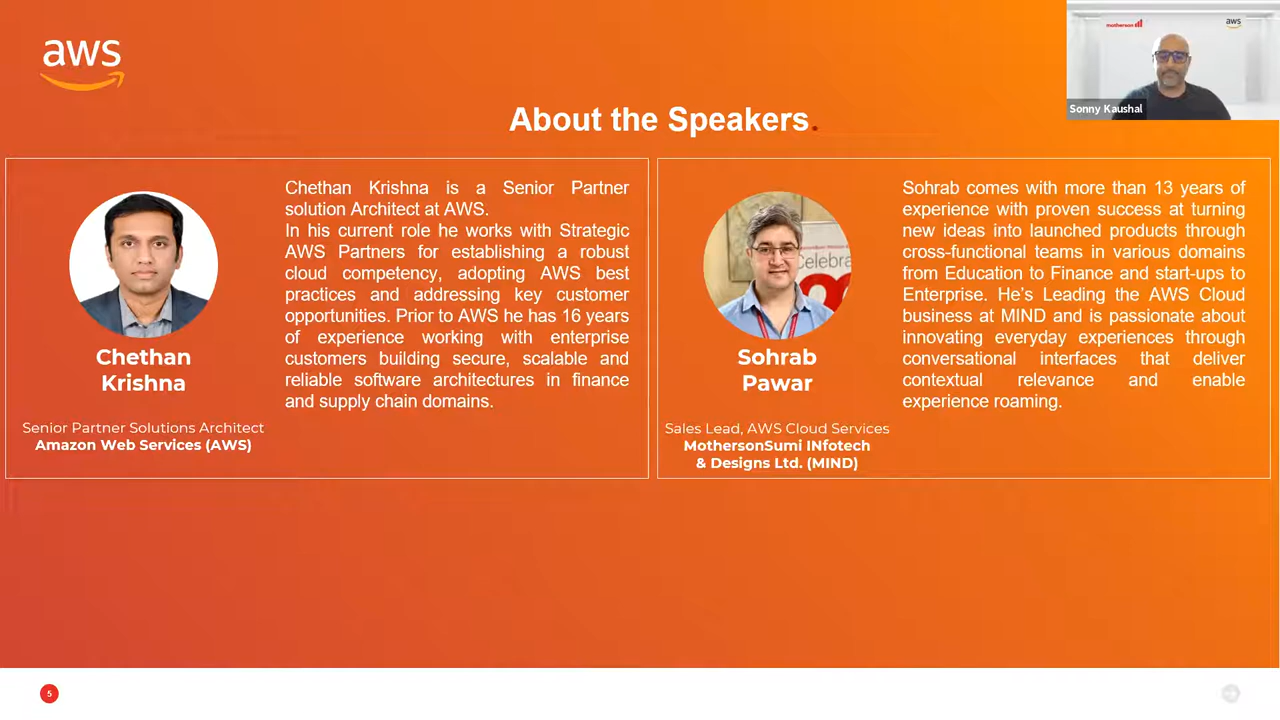 aws
motherson
aws
Sonny Kaushal
About the Speakers.
Chethan Krishna is a Senior Partner
solution Architect at AWS.
In his current role he works with Strategic
AWS Partners for establishing a robust
cloud competency, adopting AWS best
practices and addressing key customer
opportunities. Prior to AWS he has 16 years
of experience working with enterprise
customers building secure, scalable and
reliable software architectures in finance
and supply chain domains.
Chethan
Krishna
Senior Partner Solutions Architect
Amazon Web Services (AWS)
Sohrab comes with more than 13 years of
experience with proven success at turning
new ideas into launched products through
cross-functional teams in various domains
from Education to Finance and start-ups to
Enterprise. He's Leading the AWS Cloud
business at MIND and is passionate about
innovating everyday experiences through
conversational interfaces that deliver
contextual relevance and enable
experience roaming.
Sohrab
Pawar
Sales Lead, AWS Cloud Services
MothersonSumi INfotech
& Designs Ltd. (MIND)
5